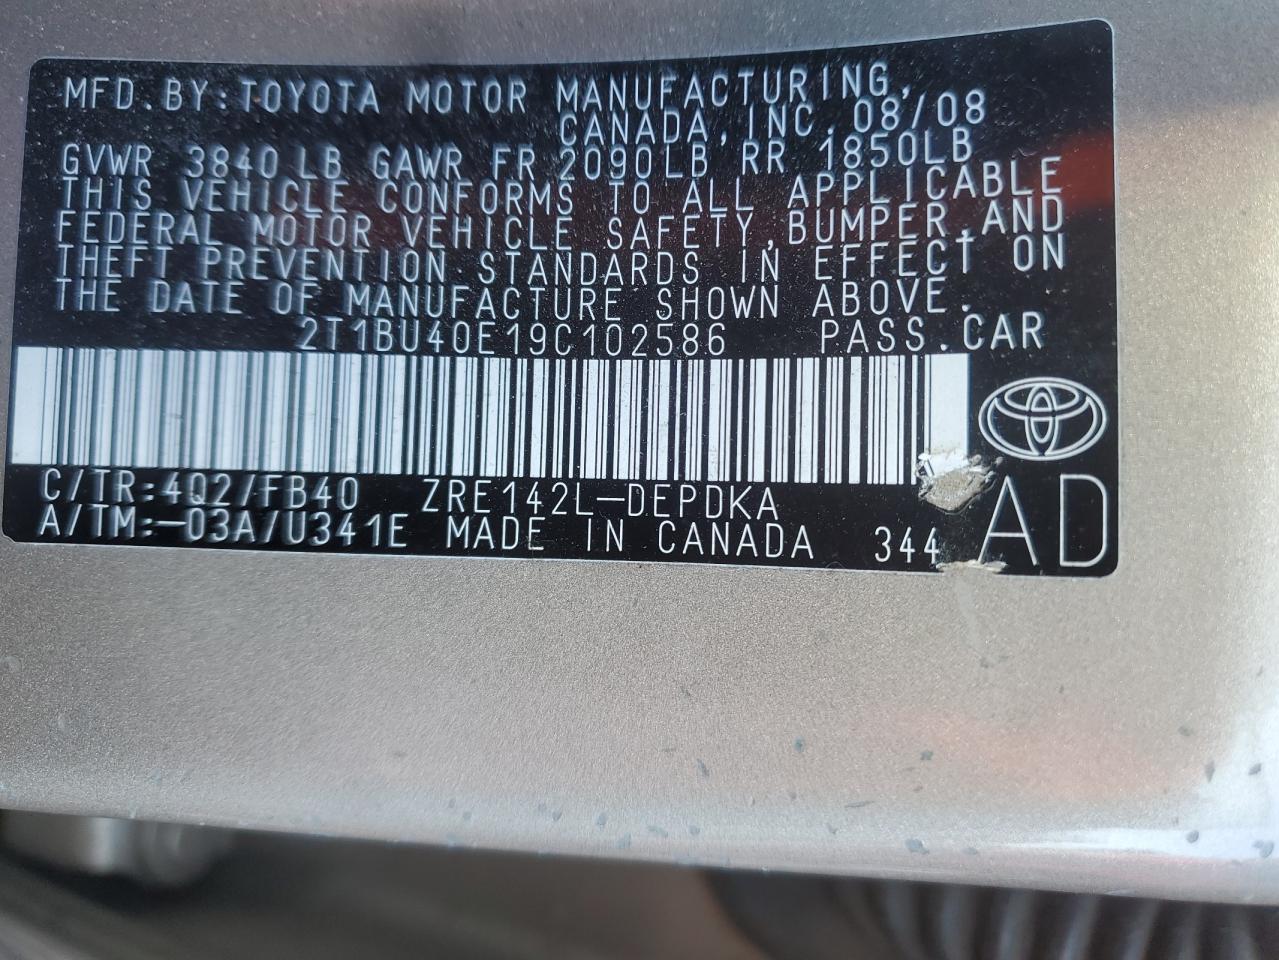 MFD.BY:TOYOTA MOTOR MANUFACTURING,
CANADA,INC. 08/08
GVWR 3840LB GAWR FR 2090LB RR 1850LB
THIS VEHICLE CONFORMS TO ALL APPLICABLE
FEDERAL MOTOR VEHICLE SAFETY,BUMPER,AND
THEFT PREVENTION STANDARDS IN EFFECT ON
THE DATE OF MANUFACTURE SHOWN ABOVE.
2T1BU40E19C102586 PASS.CAR
C/TR:4Q2/FB40 ZRE142L-DEPDKA
A/TM:-03A/U341E MADE IN CANADA 344 AD